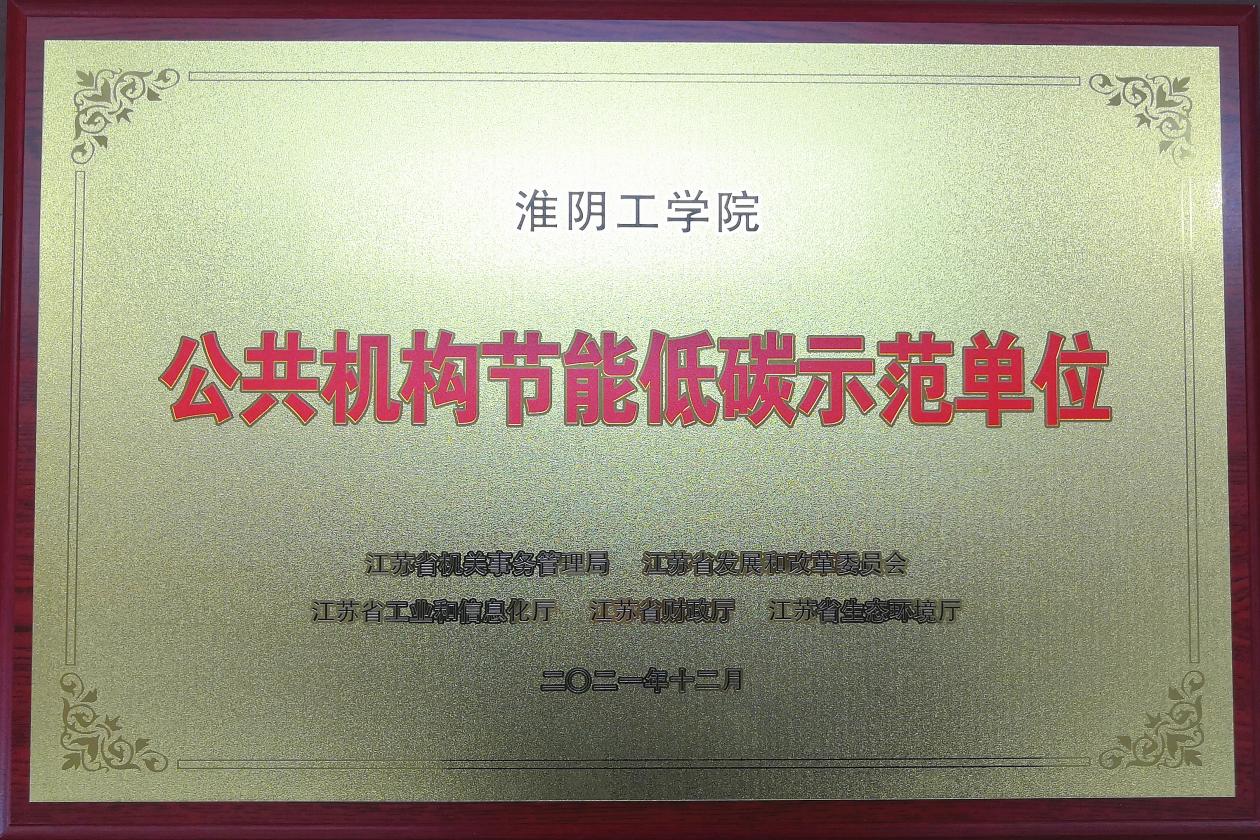 淮阴工学院
公共机构节能低碳示范单位
江苏省机关事务管理局 江苏省发展和改革委员会
江苏省工业和信息化厅 江苏省财政厅 江苏省生态环境厅
二〇二一年十二月